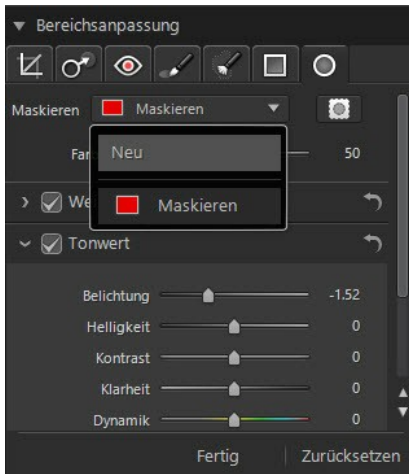 Bereichsanpassung
Maskieren Maskieren
Neu
50
Maskieren
Tonwert
Belichtung -1.52
Helligkeit 0
Kontrast 0
Klarheit 0
Dynamik 0
Fertig Zurücksetzen